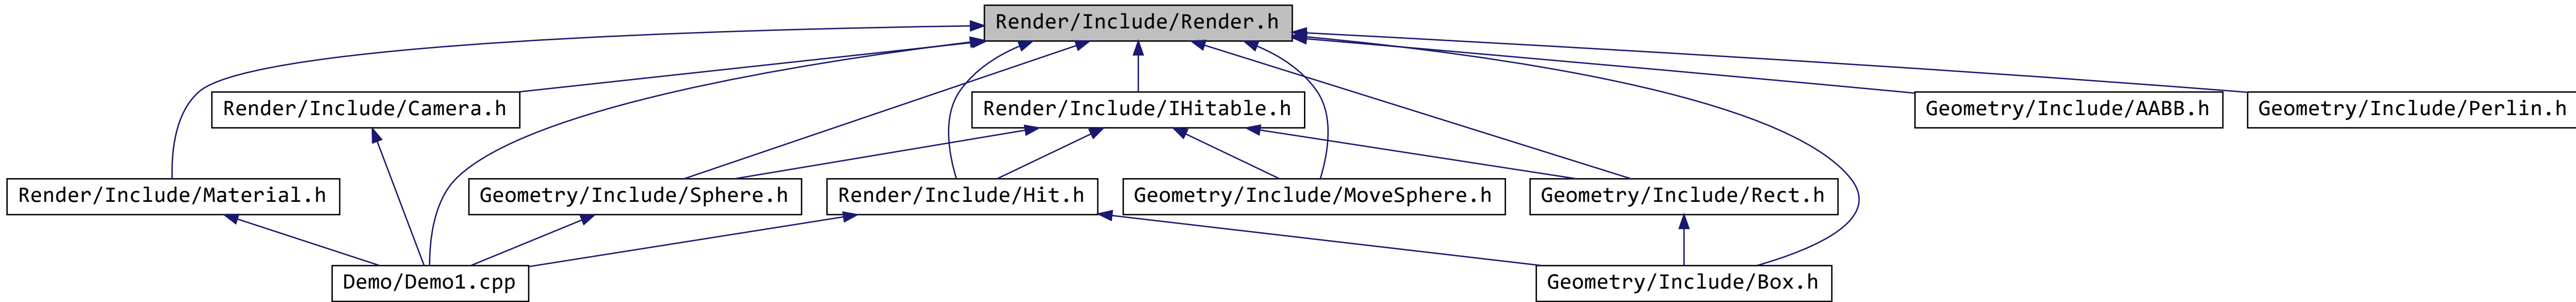 Render/Include/Render.h
Render/Include/Camera.h
Render/Include/IHitable.h
Geometry/Include/AABB.h
Geometry/Include/Perlin.h
Render/Include/Material.h
Geometry/Include/Sphere.h
Render/Include/Hit.h
Geometry/Include/MoveSphere.h
Geometry/Include/Rect.h
Demo/Demo1.cpp
Geometry/Include/Box.h